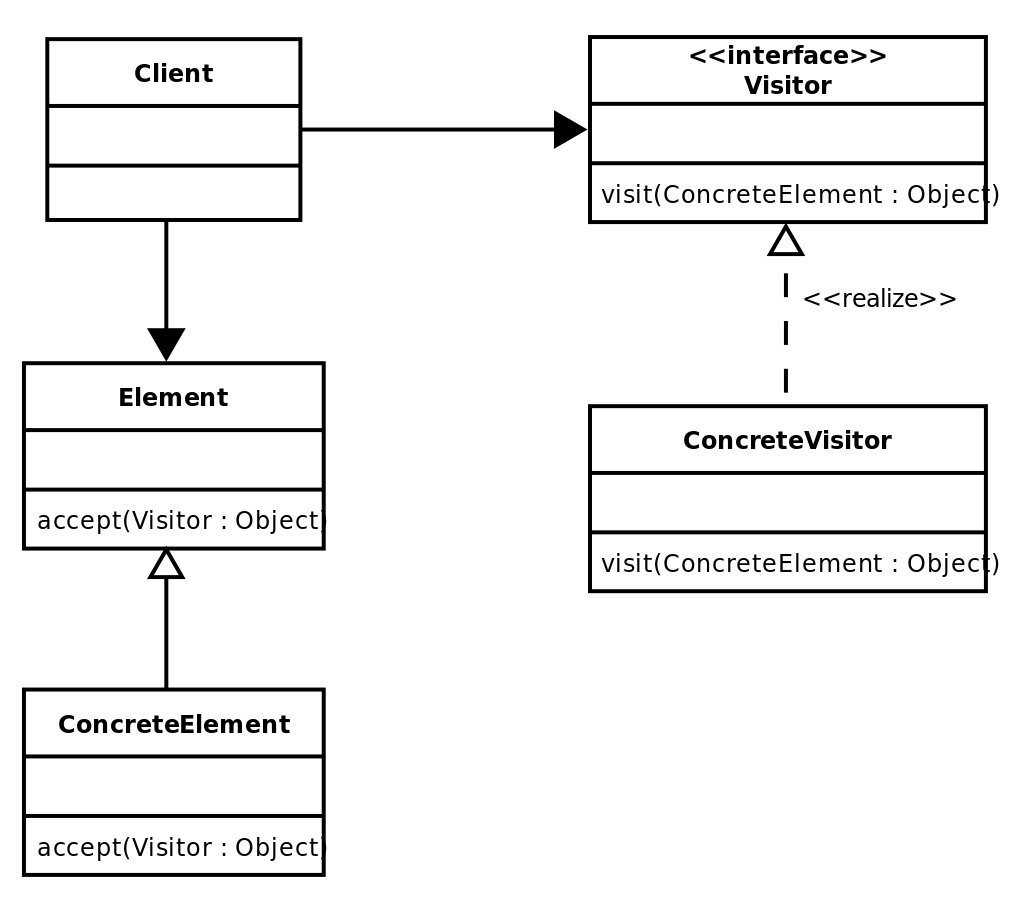 Client
<<interface>>
Visitor
visit(ConcreteElement : Object)
<<realize>>
Element
accept(Visitor : Object)
ConcreteVisitor
visit(ConcreteElement : Object)
ConcreteElement
accept(Visitor : Object)